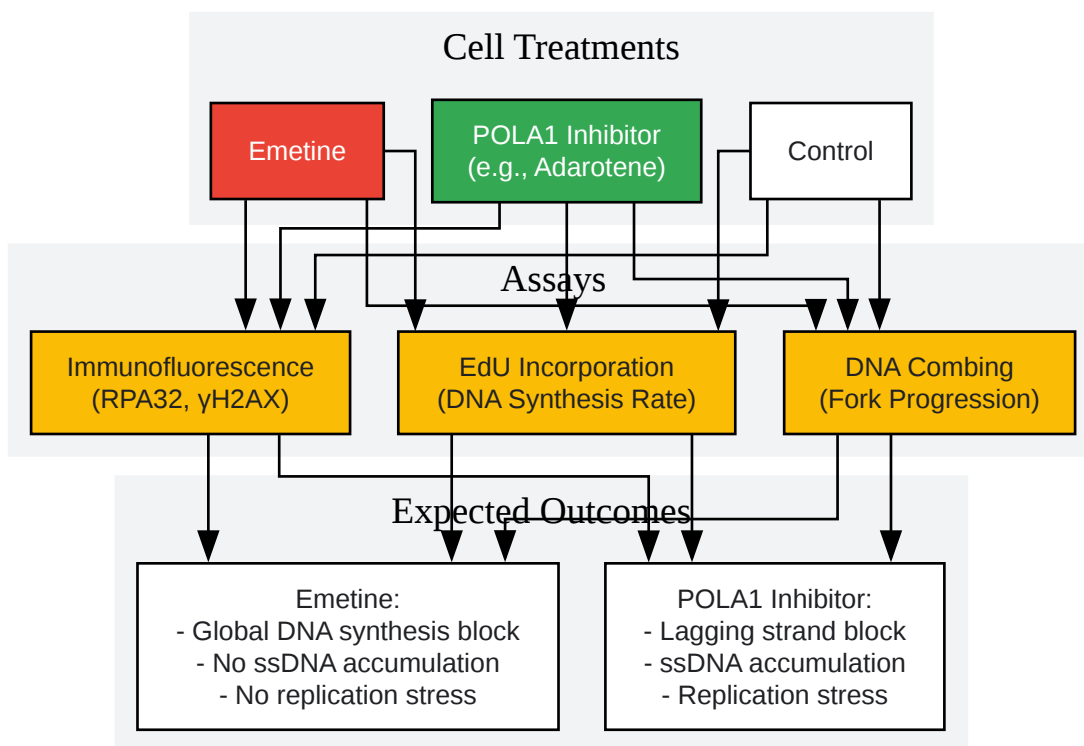 Cell Treatments
Emetine
POLA1 Inhibitor
(e.g., Adarotene)
Control
Assays
Immunofluorescence
(RPA32, γH2AX)
EdU Incorporation
(DNA Synthesis Rate)
DNA Combing
(Fork Progression)
Expected Outcomes
Emetine:
- Global DNA synthesis block
- No ssDNA accumulation
- No replication stress
POLA1 Inhibitor:
- Lagging strand block
- ssDNA accumulation
- Replication stress